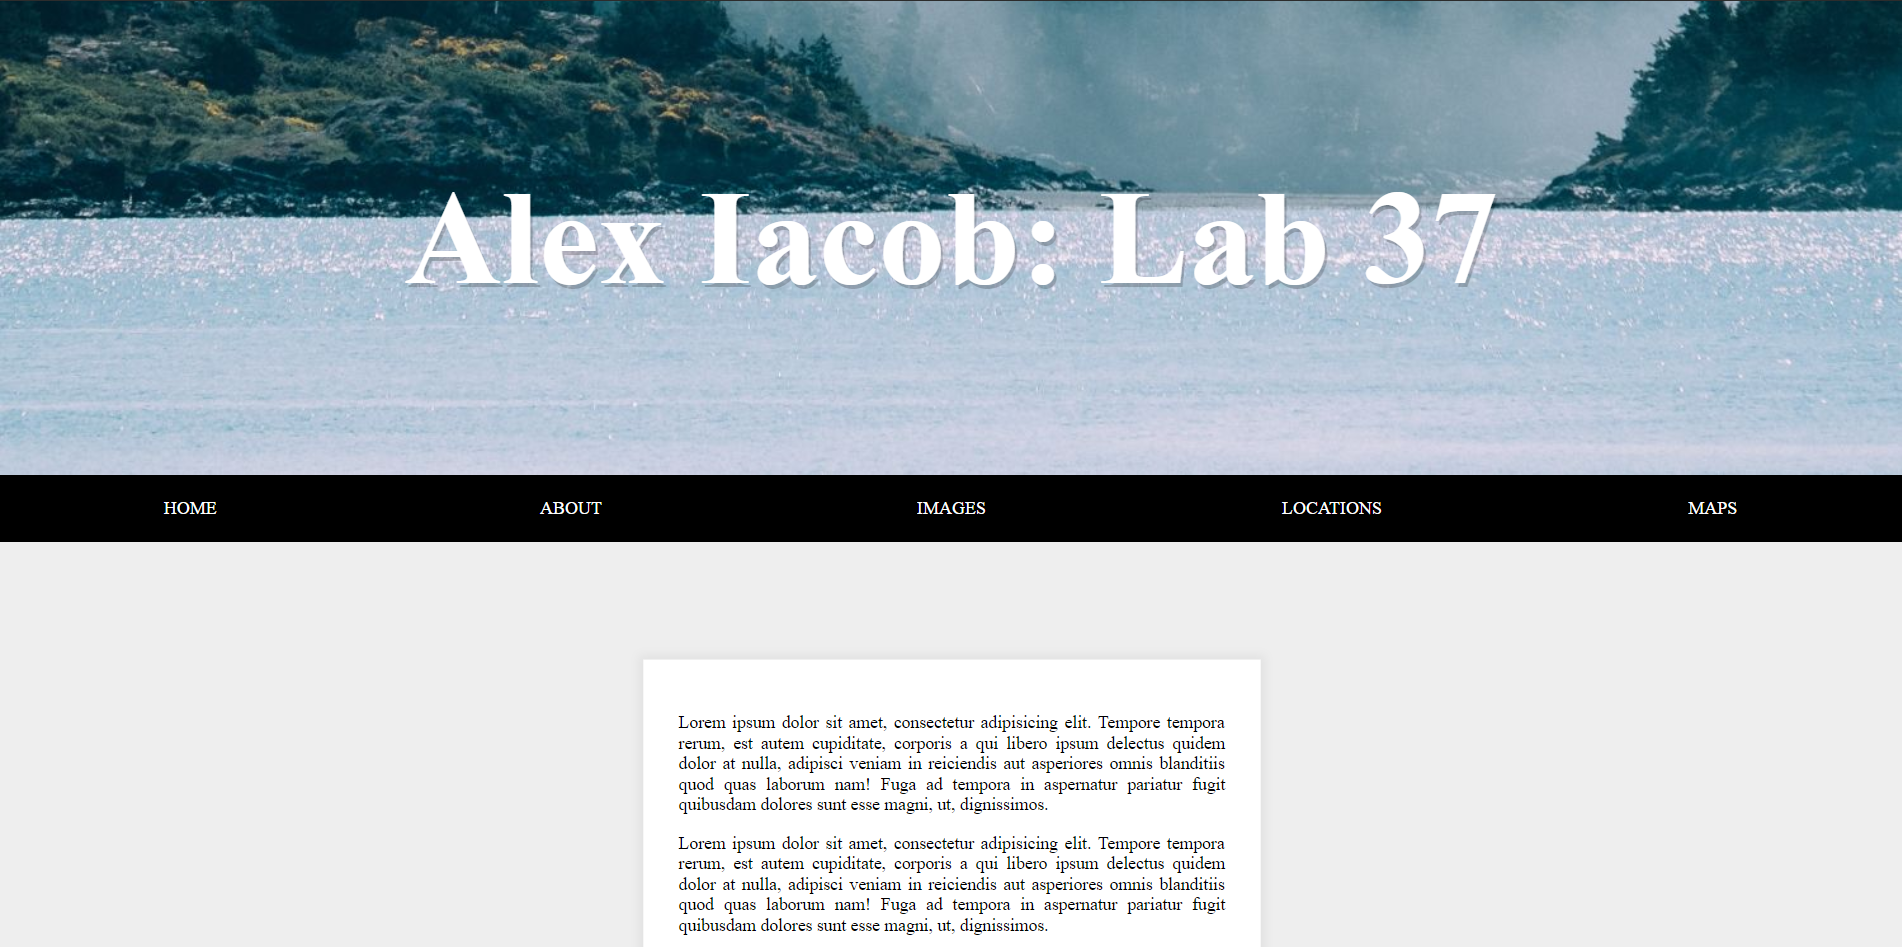 Alex Iacob: Lab 37
HOME ABOUT IMAGES LOCATIONS MAPS
Lorem ipsum dolor sit amet, consectetur adipisicing elit. Tempore tempora
rerum, est autem cupiditate, corporis a qui libero ipsum delectus quidem
dolor at nulla, adipisci veniam in reiciendis aut asperiores omnis blanditiis
quod quas laborum nam! Fuga ad tempora in aspernatur pariatur fugit
quibusdam dolores sunt esse magni, ut, dignissimos.
Lorem ipsum dolor sit amet, consectetur adipisicing elit. Tempore tempora
rerum, est autem cupiditate, corporis a qui libero ipsum delectus quidem
dolor at nulla, adipisci veniam in reiciendis aut asperiores omnis blanditiis
quod quas laborum nam! Fuga ad tempora in aspernatur pariatur fugit
quibusdam dolores sunt esse magni, ut, dignissimos.